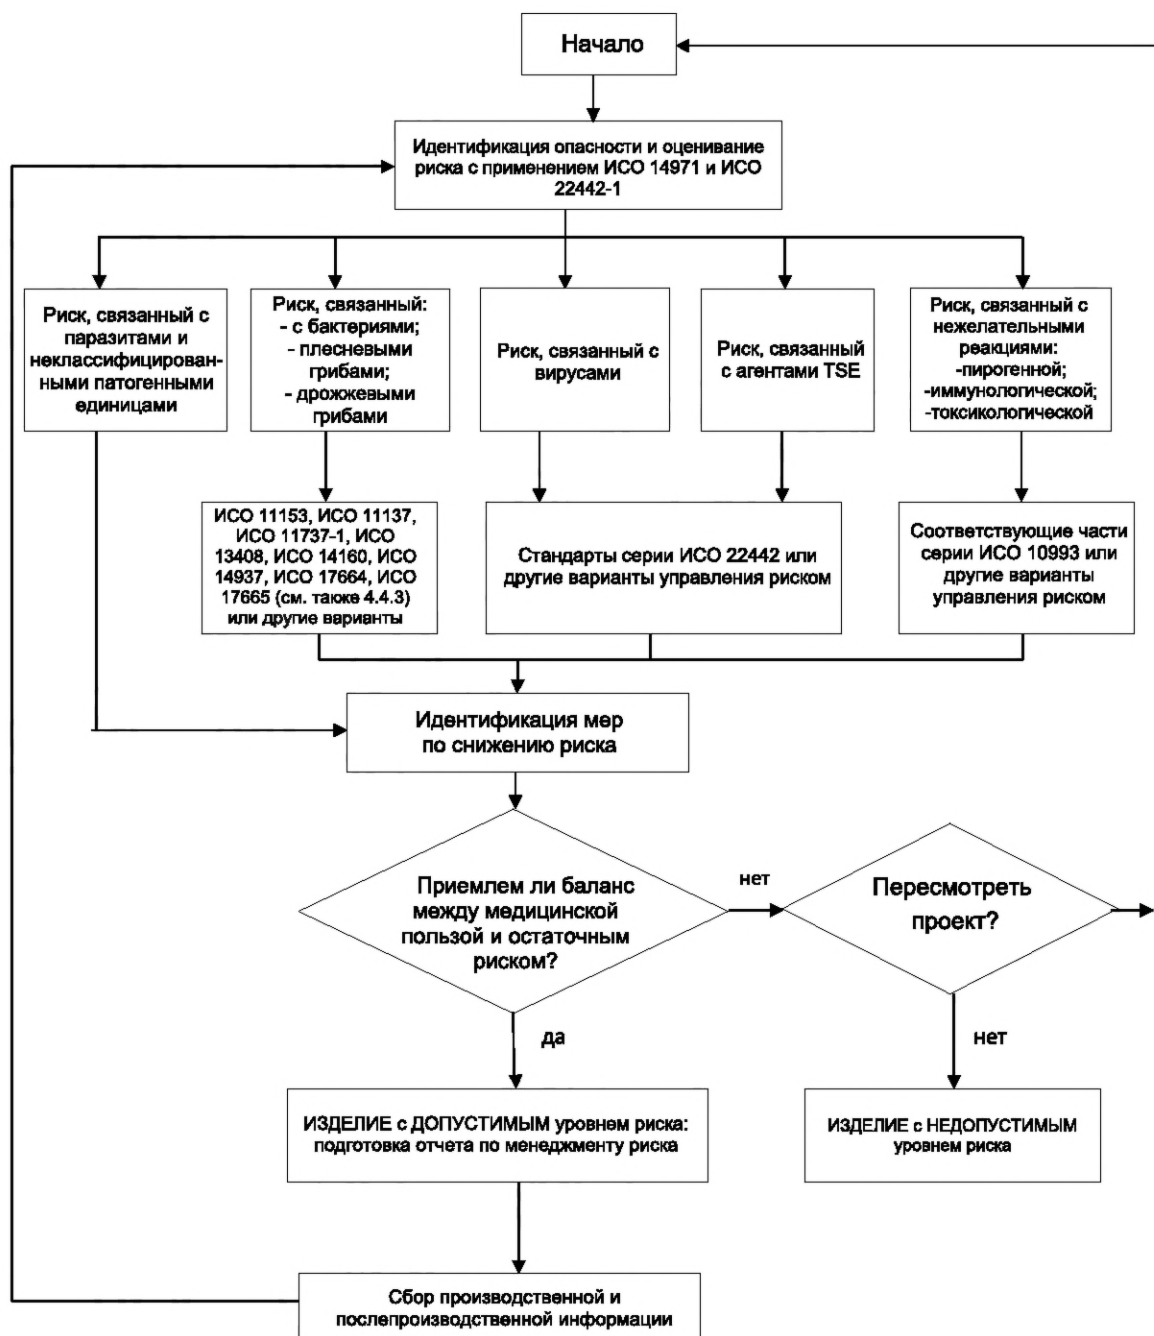 Начало
Идентификация опасности и оценивание
риска с применением ИСО 14971 и ИСО
22442-1
Риск, связанный с
паразитами и
неклассифицирован-
ными патогенными
единицами
Риск, связанный:
- с бактериями;
- плесневыми
грибами;
- дрожжевыми
грибами
Риск, связанный с
вирусами
Риск, связанный
с агентами TSE
Риск, связанный с
нежелательными
реакциями:
-пирогенной;
-иммунологической;
-токсикологической
ИСО 11153, ИСО 11137,
ИСО 11737-1, ИСО
13408, ИСО 14160, ИСО
14937, ИСО 17664, ИСО
17665 (см. также 4.4.3)
или другие варианты
Стандарты серии ИСО 22442 или
другие варианты управления риском
Соответствующие части
серии ИСО 10993 или
другие варианты
управления риском
Идентификация мер
по снижению риска
Приемлем ли баланс
между медицинской
пользой и остаточным
риском?
нет
Пересмотреть
проект?
да
нет
ИЗДЕЛИЕ с ДОПУСТИМЫМ уровнем риска:
подготовка отчета по менеджменту риска
ИЗДЕЛИЕ с НЕДОПУСТИМЫМ
уровнем риска
Сбор производственной и
послепроизводственной информации